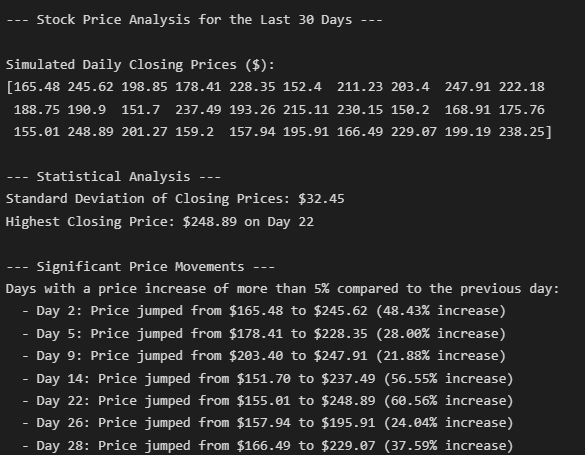 --- Stock Price Analysis for the Last 30 Days ---
Simulated Daily Closing Prices ($):
[165.48 245.62 198.85 178.41 228.35 152.4  211.23 203.4  247.91 222.18
 188.75 190.9  151.7  237.49 193.26 215.11 230.15 150.2  168.91 175.76
 155.01 248.89 201.27 159.2  157.94 195.91 166.49 229.07 199.19 238.25]
--- Statistical Analysis ---
Standard Deviation of Closing Prices: $32.45
Highest Closing Price: $248.89 on Day 22
--- Significant Price Movements ---
Days with a price increase of more than 5% compared to the previous day:
  - Day 2: Price jumped from $165.48 to $245.62 (48.43% increase)
  - Day 5: Price jumped from $178.41 to $228.35 (28.00% increase)
  - Day 9: Price jumped from $203.40 to $247.91 (21.88% increase)
  - Day 14: Price jumped from $151.70 to $237.49 (56.55% increase)
  - Day 22: Price jumped from $155.01 to $248.89 (60.56% increase)
  - Day 26: Price jumped from $157.94 to $195.91 (24.04% increase)
  - Day 28: Price jumped from $166.49 to $229.07 (37.59% increase)